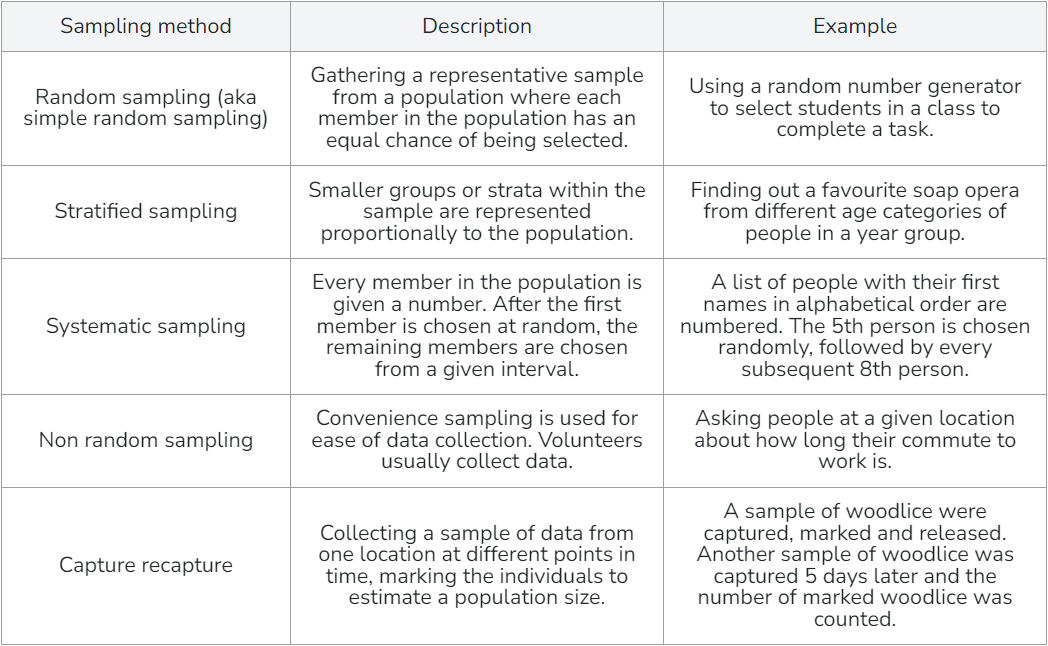 Sampling method
Description
Example
Random sampling (aka
simple random sampling)
Gathering a representative sample
from a population where each
member in the population has an
equal chance of being selected.
Using a random number generator
to select students in a class to
complete a task.
Stratified sampling
Smaller groups or strata within the
sample are represented
proportionally to the population.
Finding out a favourite soap opera
from different age categories of
people in a year group.
Systematic sampling
Every member in the population is
given a number. After the first
member is chosen at random, the
remaining members are chosen
from a given interval.
A list of people with their first
names in alphabetical order are
numbered. The 5th person is chosen
randomly, followed by every
subsequent 8th person.
Non random sampling
Convenience sampling is used for
ease of data collection. Volunteers
usually collect data.
Asking people at a given location
about how long their commute to
work is.
Capture recapture
Collecting a sample of data from
one location at different points in
time, marking the individuals to
estimate a population size.
A sample of woodlice were
captured, marked and released.
Another sample of woodlice was
captured 5 days later and the
number of marked woodlice was
counted.